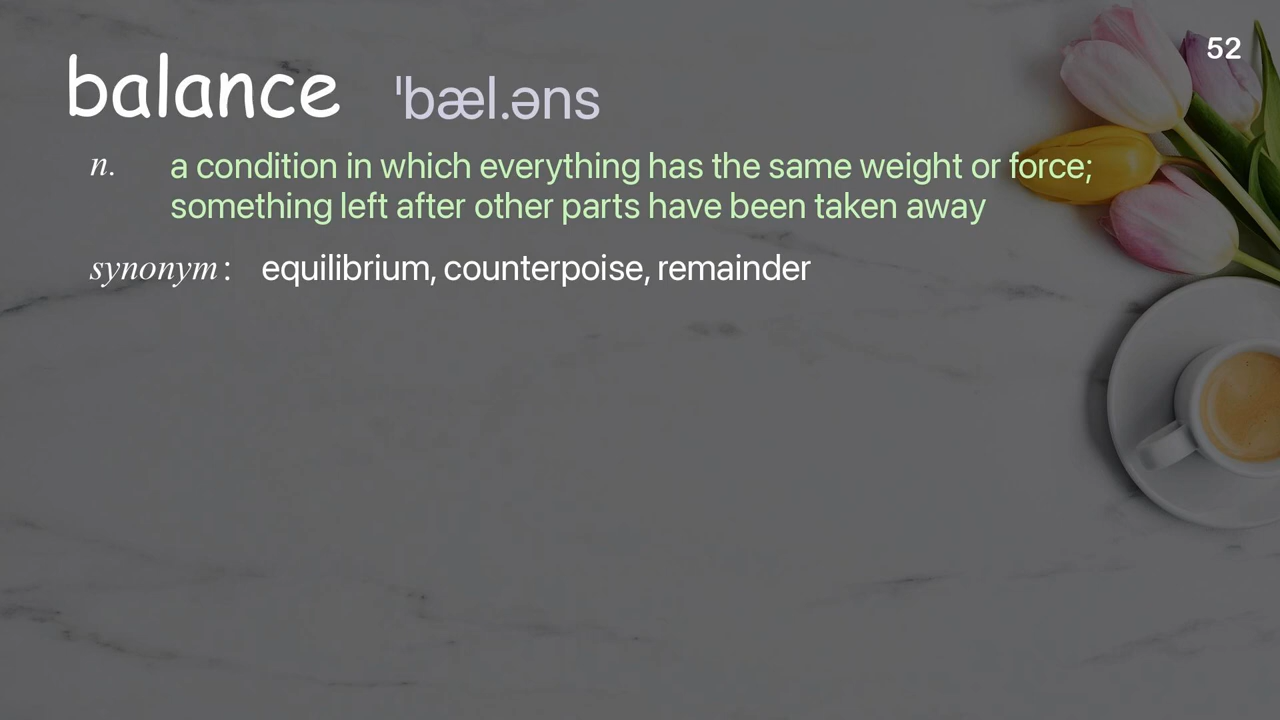 52
balance ˈbæl.əns
n. a condition in which everything has the same weight or force;
something left after other parts have been taken away
synonym : equilibrium, counterpoise, remainder